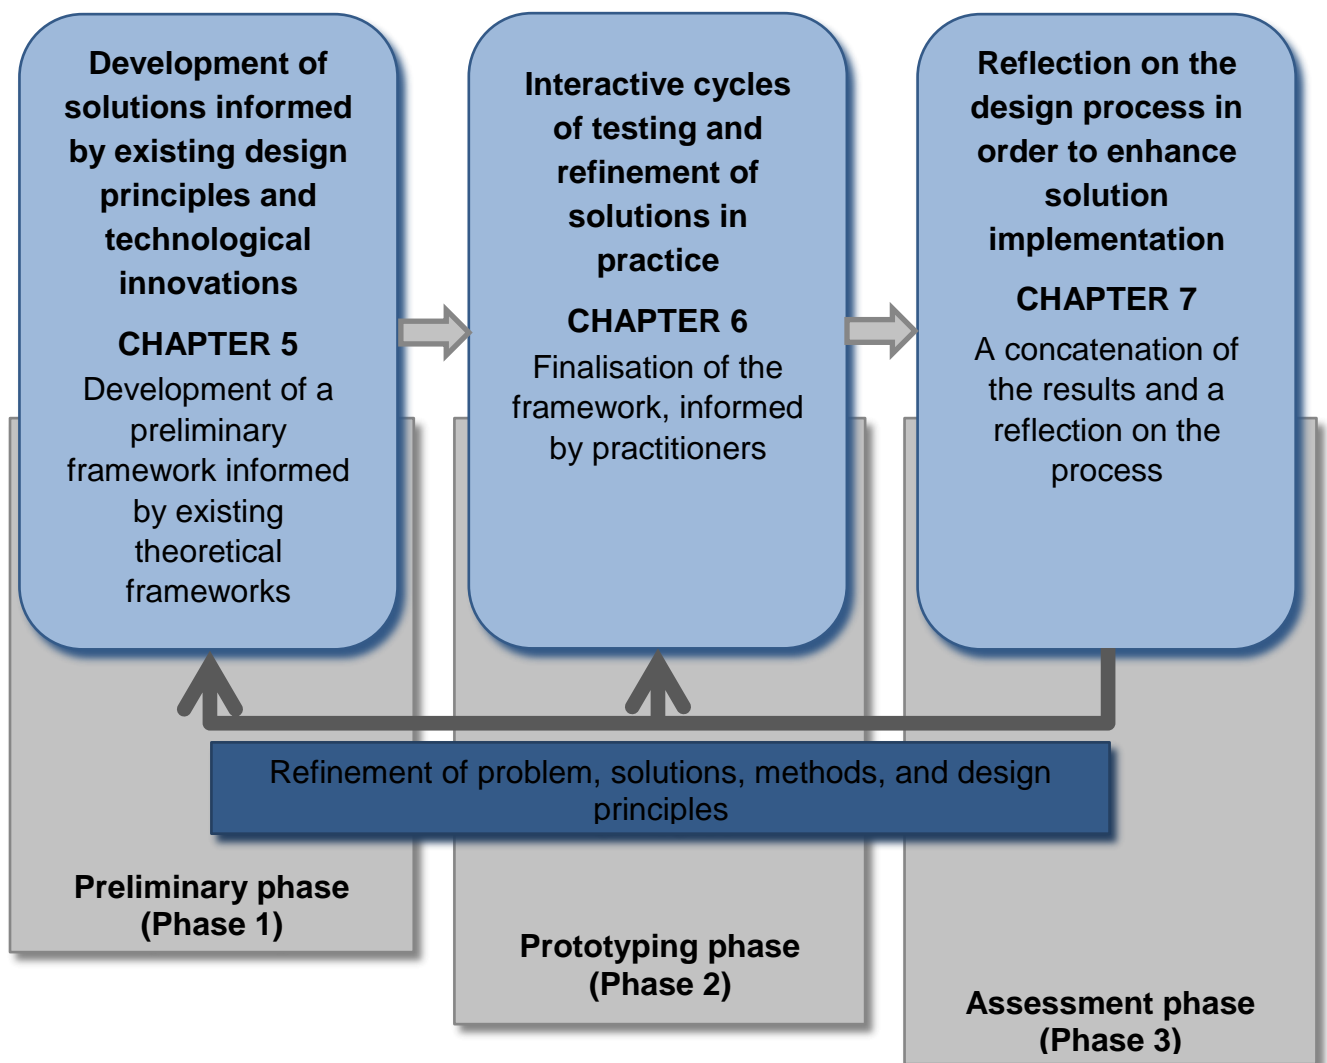 Development of
solutions informed
by existing design
principles and
technological
innovations
CHAPTER 5
Development of a
preliminary
framework informed
by existing
theoretical
frameworks
Interactive cycles
of testing and
refinement of
solutions in
practice
CHAPTER 6
Finalisation of the
framework, informed
by practitioners
Reflection on the
design process in
order to enhance
solution
implementation
CHAPTER 7
A concatenation of
the results and a
reflection on the
process
Refinement of problem, solutions, methods, and design
principles
Preliminary phase
(Phase 1)
Prototyping phase
(Phase 2)
Assessment phase
(Phase 3)